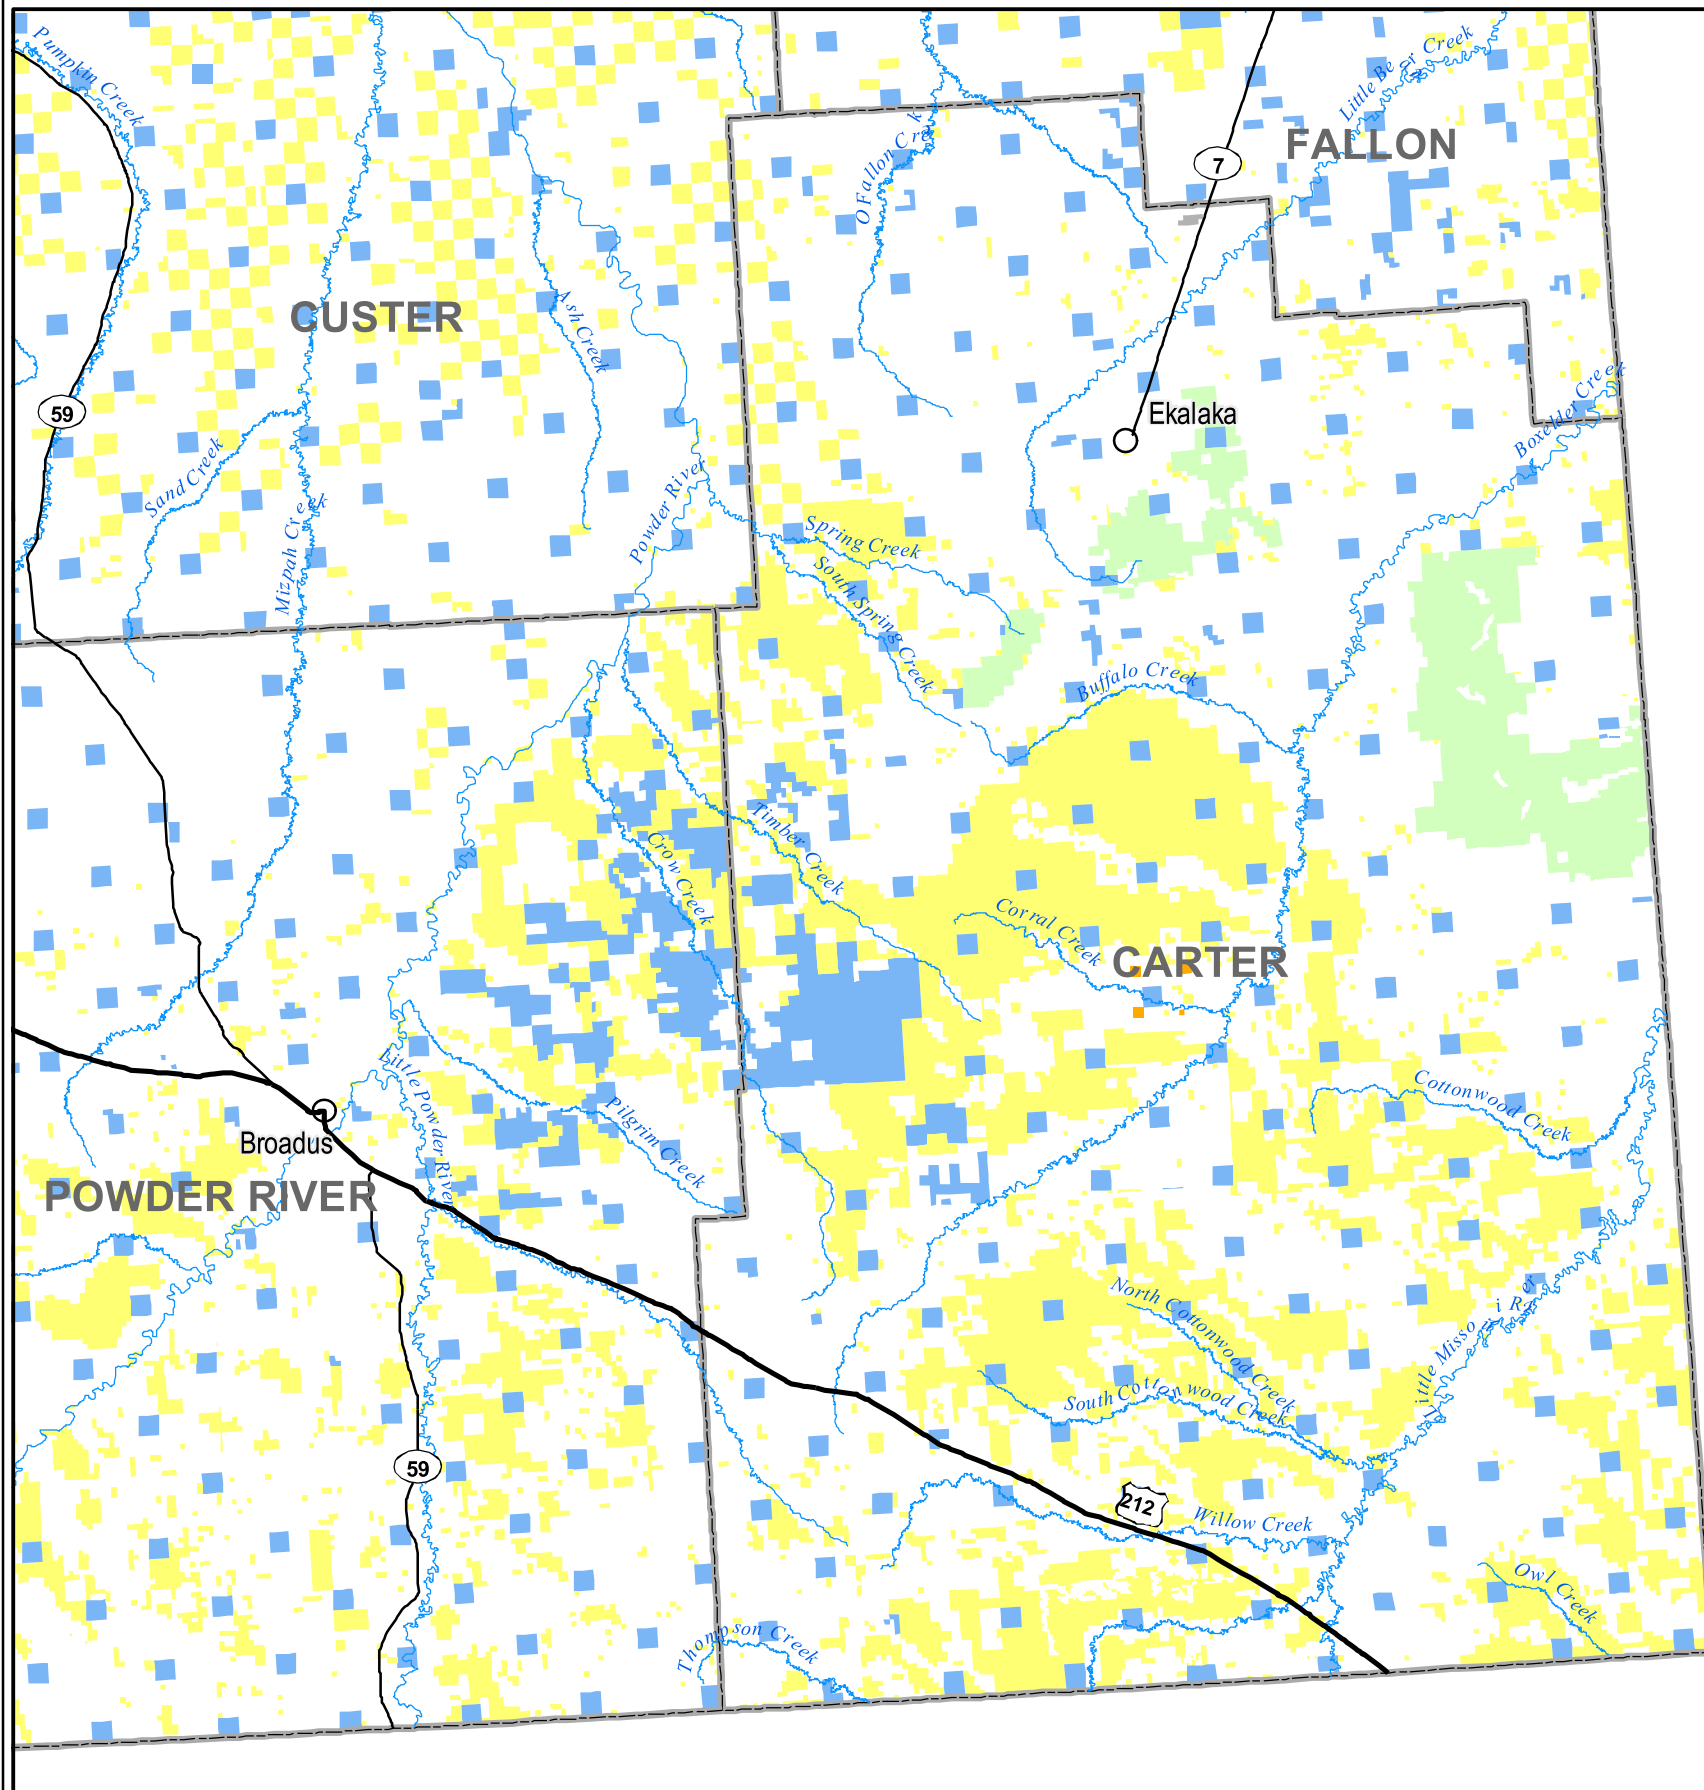 Pumpkin Creek
Little Be r Creek
FALLON
7
O Fallon Cre k
CUSTER
Ash Creek
59
Ekalaka
Boxelder Creek
Sand Creek
Mizpah Creek
Powder River
Spring Creek
South Spring Creek
Buffalo Creek
Timber Creek
Crow Creek
Corral Creek
CARTER
Little Powder River
Pilgrim Creek
Cottonwood Creek
Broadus
POWDER RIVER
North Cottonwood Creek
South Cottonwood Creek
59
212
Willow Creek
Owl Creek
Thompson Creek